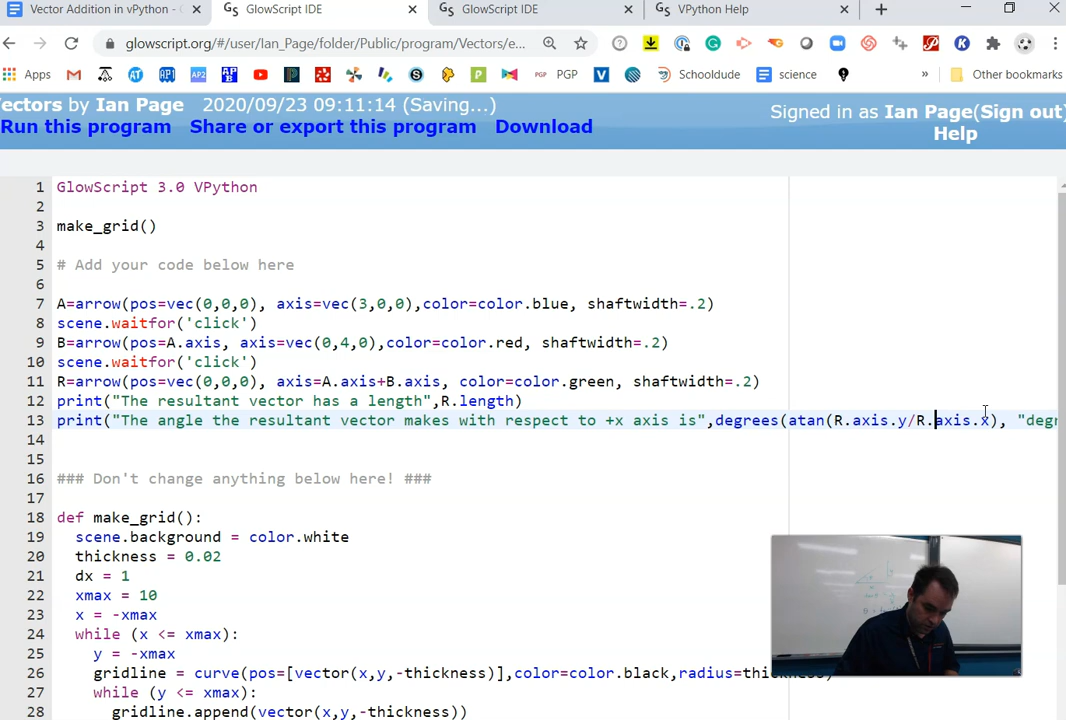 Vector Addition in vPython -
GlowScript IDE
GlowScript IDE
VPython Help
glowscript.org/#/user/Ian_Page/folder/Public/program/Vectors/e...
Apps
PGP
Schooldude
science
»
Other bookmarks
ectors by Ian Page 2020/09/23 09:11:14 (Saving...)
Signed in as Ian Page(Sign out)
Run this program Share or export this program Download
Help
1 GlowScript 3.0 VPython
2
3 make_grid()
4
5 # Add your code below here
6
7 A=arrow(pos=vec(0,0,0), axis=vec(3,0,0),color=color.blue, shaftwidth=.2)
8 scene.waitfor('click')
9 B=arrow(pos=A.axis, axis=vec(0,4,0),color=color.red, shaftwidth=.2)
10 scene.waitfor('click')
11 R=arrow(pos=vec(0,0,0), axis=A.axis+B.axis, color=color.green, shaftwidth=.2)
12 print("The resultant vector has a length",R.length)
13 print("The angle the resultant vector makes with respect to +x axis is",degrees(atan(R.axis.y/R.axis.x), "degr
14
15
16 ### Don't change anything below here! ###
17
18 def make_grid():
19 scene.background = color.white
20 thickness = 0.02
21 dx = 1
22 xmax = 10
23 x = -xmax
24 while (x <= xmax):
25 y = -xmax
26 gridline = curve(pos=[vector(x,y,-thickness)],color=color.black,radius=thickness)
27 while (y <= xmax):
28 gridline.append(vector(x,y,-thickness))